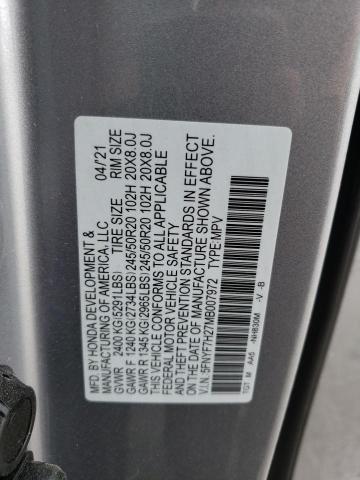 MFD. BY HONDA DEVELOPMENT & 04/21
MANUFACTURING OF AMERICA, LLC.
TIRE SIZE RIM SIZE
GVWR 2400 KG(5291LBS)
GAWR F 1240 KG(2734LBS) 245/50R20 102H 20X8.0J
GAWR R 1345 KG(2965LBS) 245/50R20 102H 20X8.0J
THIS VEHICLE CONFORMS TO ALL APPLICABLE
FEDERAL MOTOR VEHICLE SAFETY
AND THEFT PREVENTION STANDARDS IN EFFECT
ON THE DATE OF MANUFACTURE SHOWN ABOVE.
V.I.N.:5FNYF7H27MB007972 TYPE:MPV
TGT M AA6 -NH830M -V -B